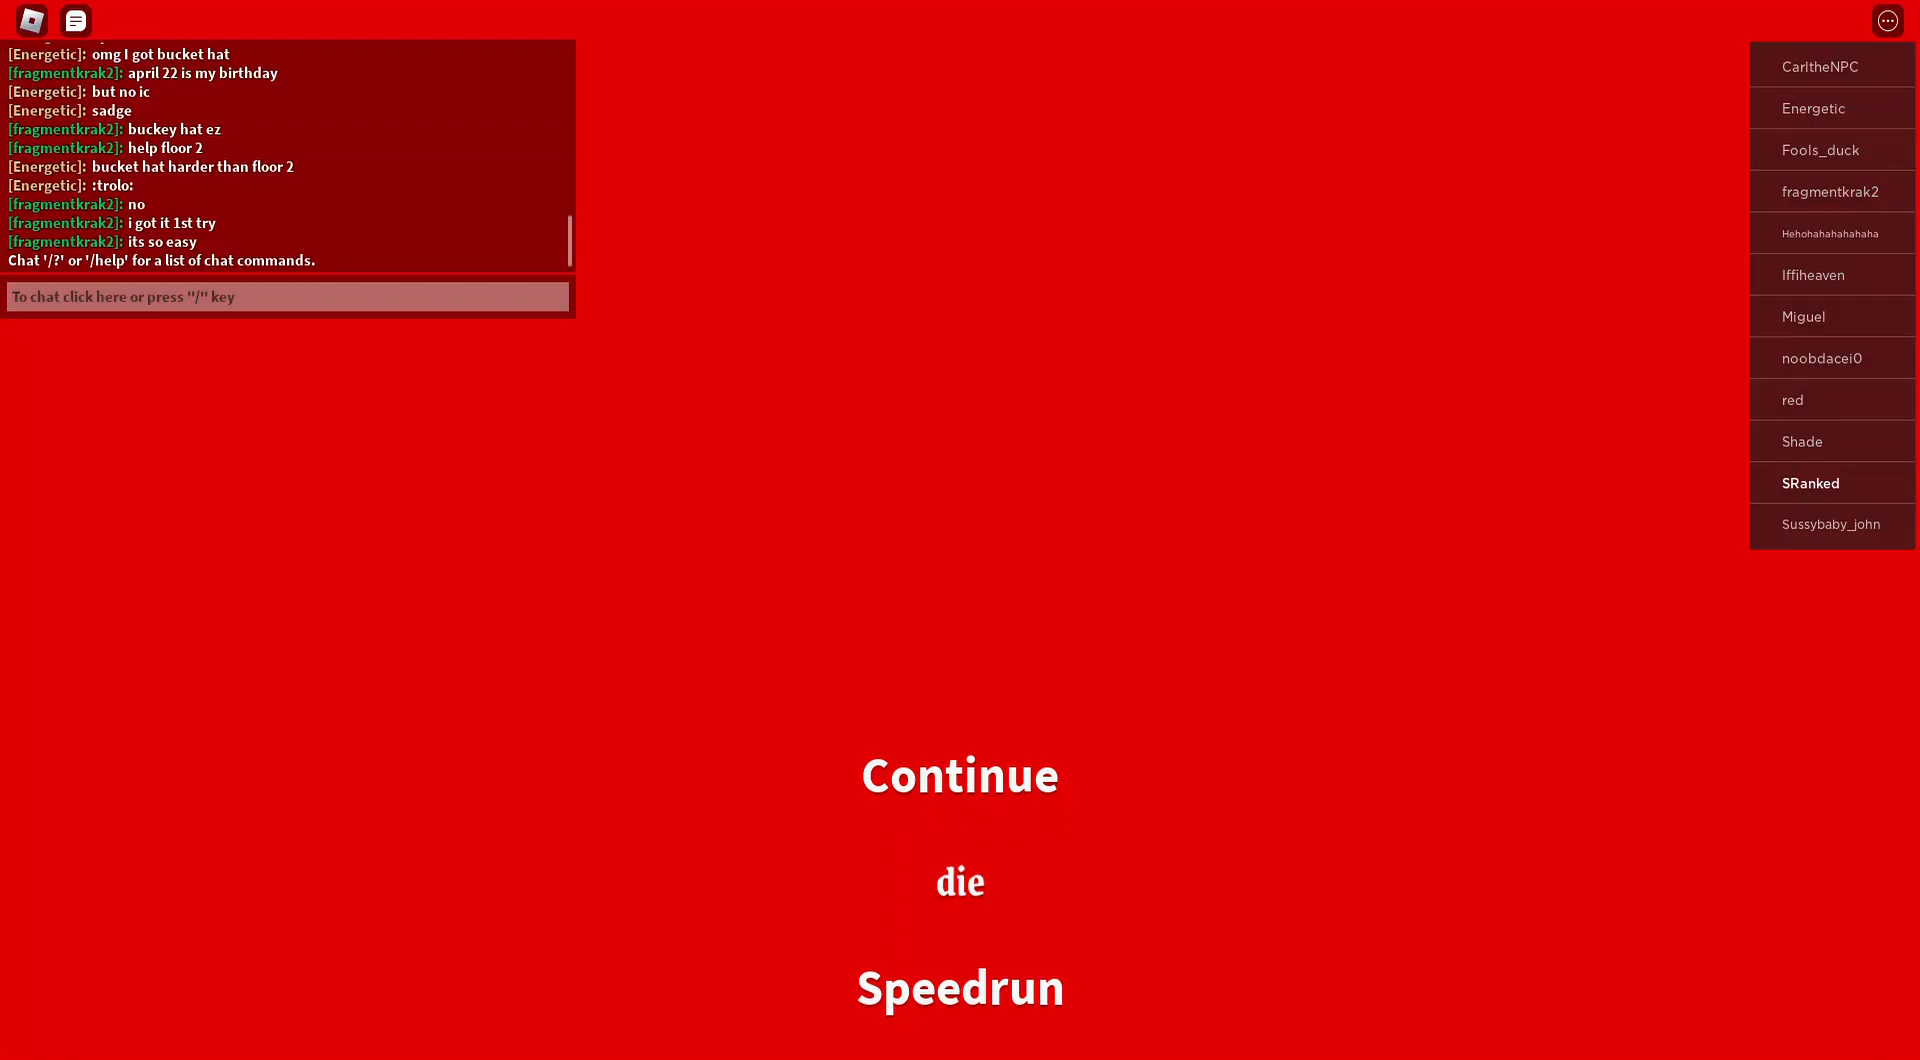 [Energetic]: omg I got bucket hat
[fragmentkrak2]: april 22 is my birthday
[Energetic]: but no ic
[Energetic]: sadge
[fragmentkrak2]: buckey hat ez
[fragmentkrak2]: help floor 2
[Energetic]: bucket hat harder than floor 2
[Energetic]: :trolo:
[fragmentkrak2]: no
[fragmentkrak2]: i got it 1st try
[fragmentkrak2]: its so easy
Chat '/?' or '/help' for a list of chat commands.
To chat click here or press "/" key
CarltheNPC
Energetic
Fools_duck
fragmentkrak2
Hehohahahahahaha
Iffiheaven
Miguel
noobdacei0
red
Shade
SRanked
Sussybaby_john
Continue
die
Speedrun